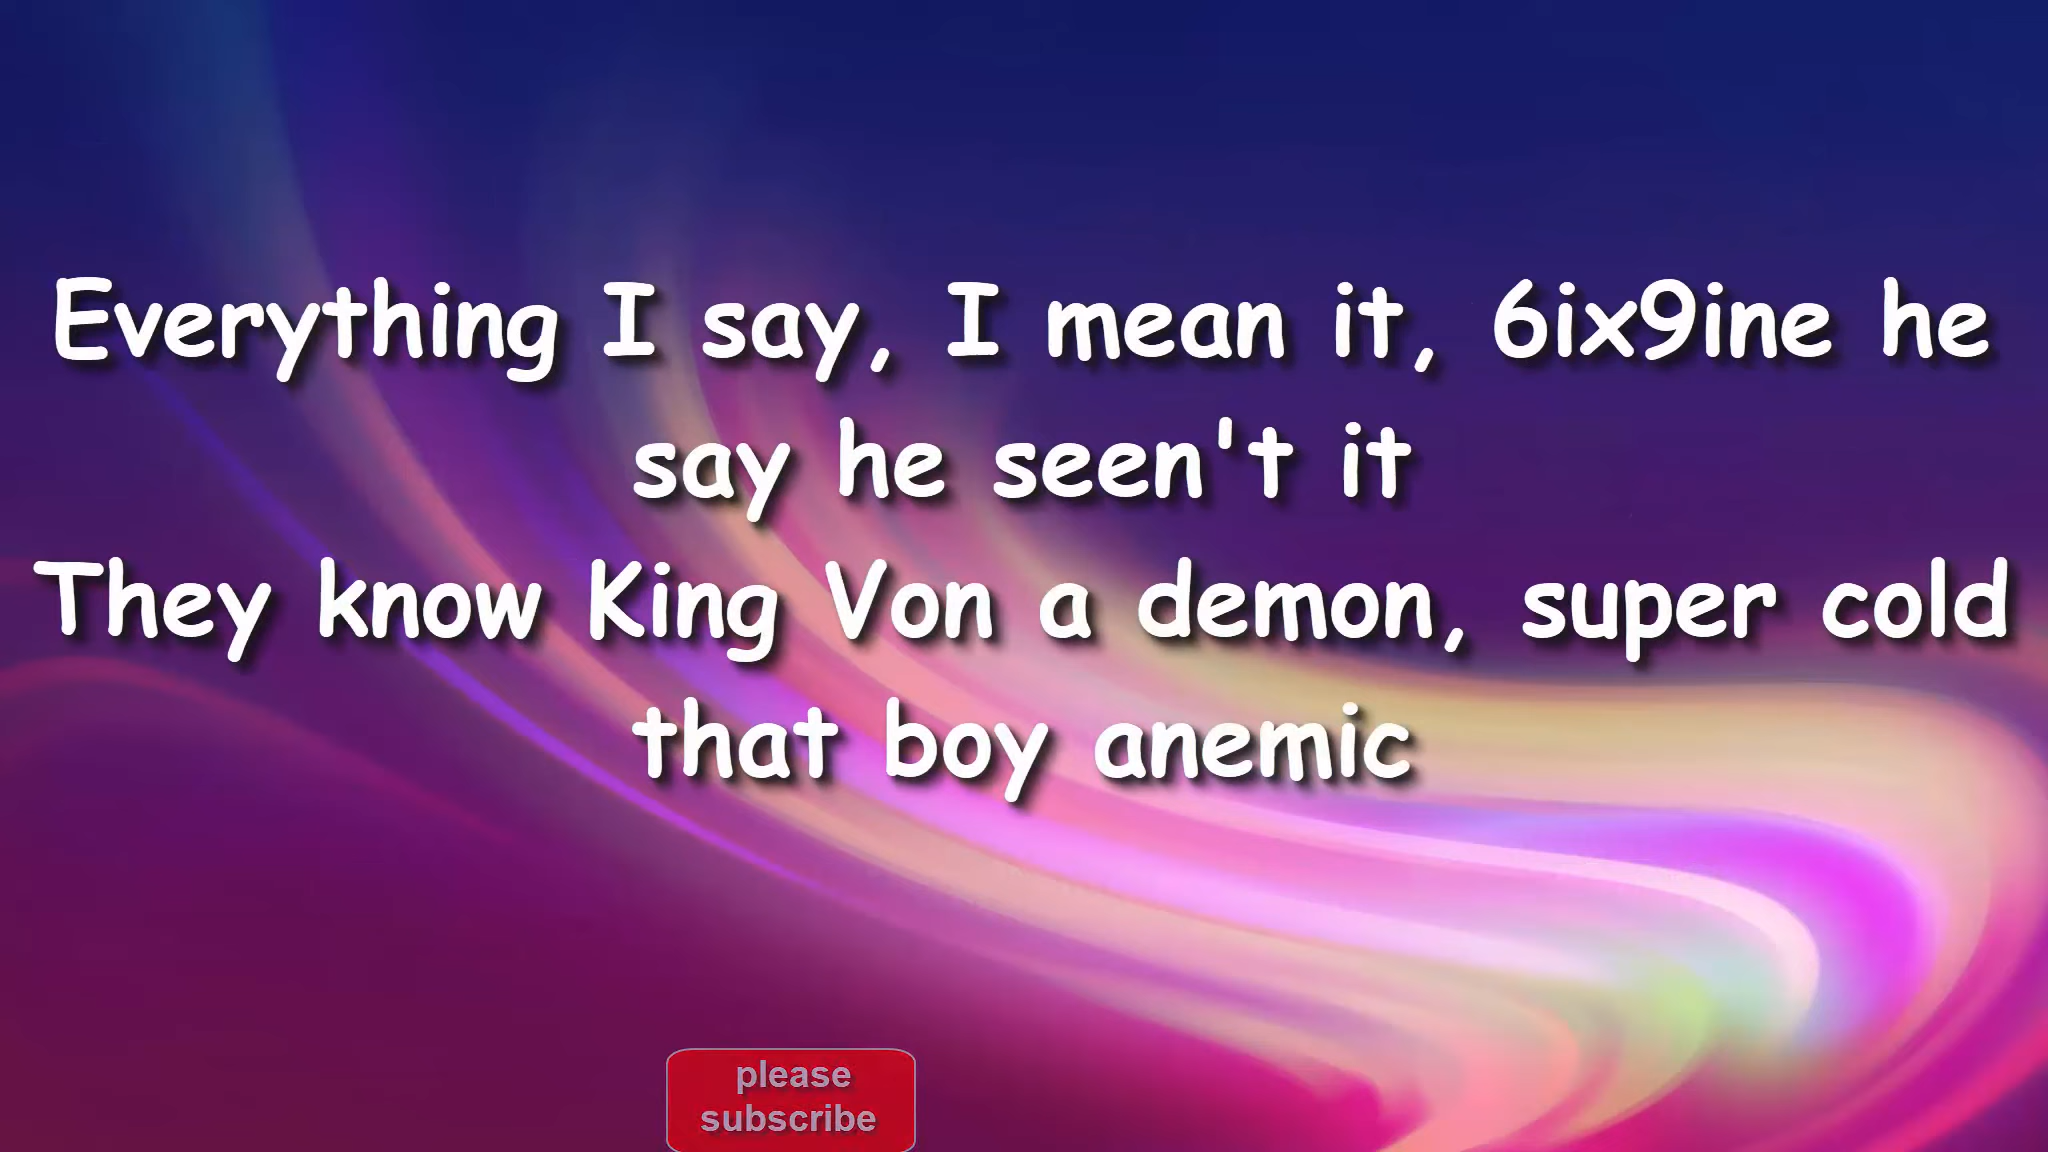 Everything I say, I mean it, 6ix9ine he
say he seen't it
They know King Von a demon, super cold
that boy anemic
please
subscribe